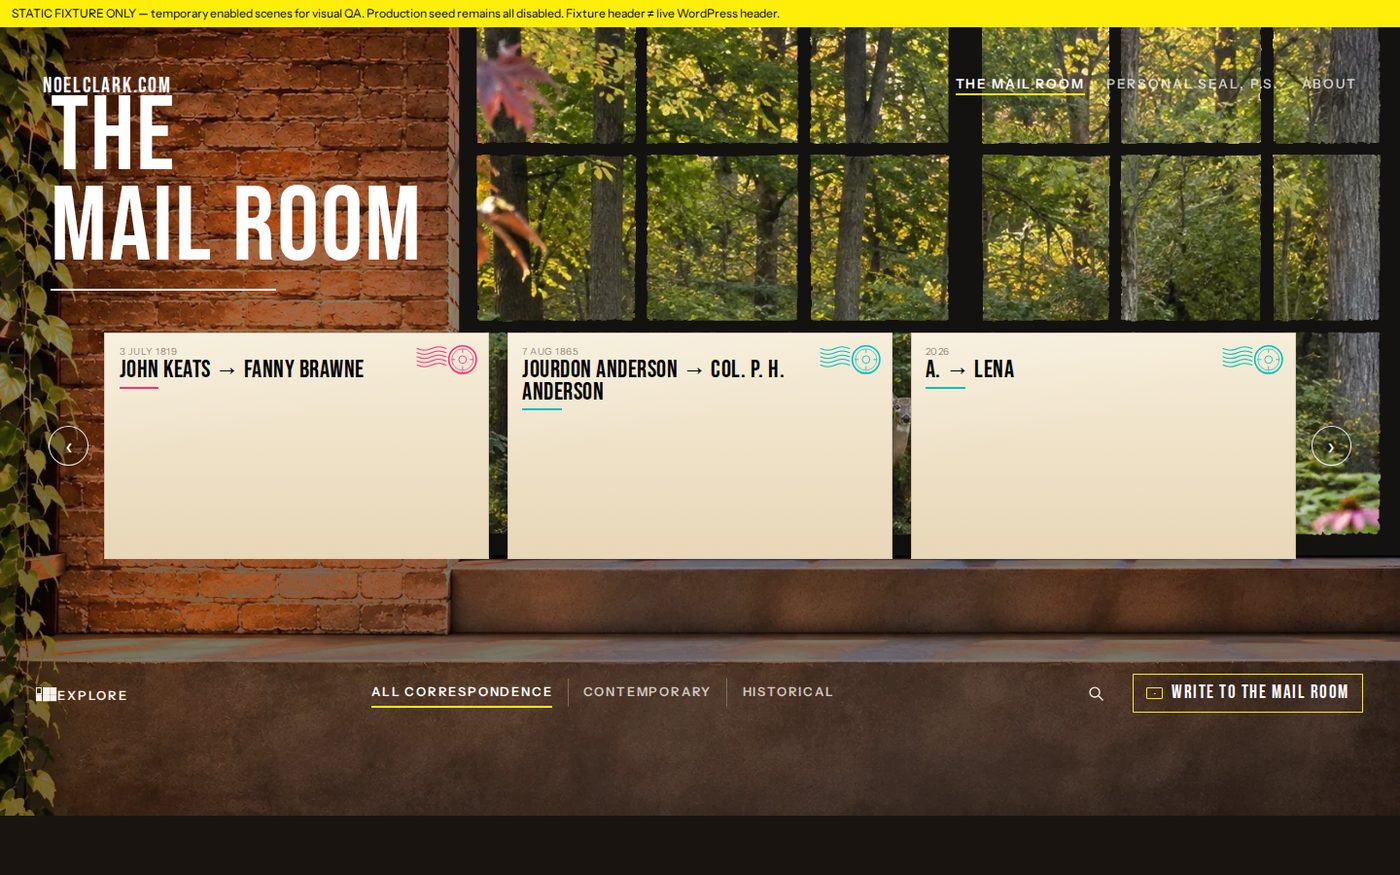 STATIC FIXTURE ONLY — temporary enabled scenes for visual QA. Production seed remains all disabled. Fixture header ≠ live WordPress header.
NOELCLARK.COM
THE MAIL ROOM
PERSONAL SEAL, P.S.
ABOUT
THE
MAIL ROOM
3 JULY 1819
JOHN KEATS → FANNY BRAWNE
7 AUG 1865
JOURDON ANDERSON → COL. P. H.
ANDERSON
2026
A. → LENA
EXPLORE
ALL CORRESPONDENCE
CONTEMPORARY
HISTORICAL
WRITE TO THE MAIL ROOM